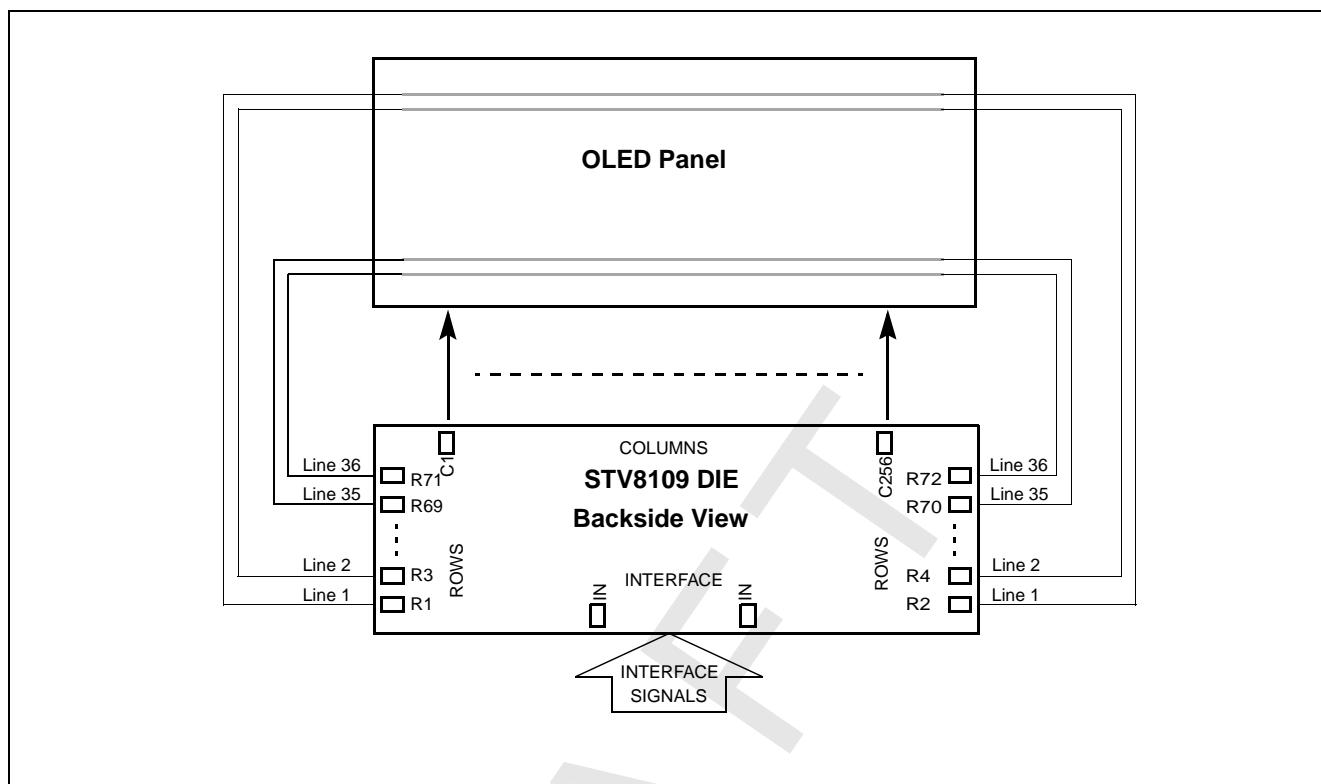 OLED Panel
COLUMNS
STV8109 DIE
Backside View
C1
C256
Line 36
R71
R72
Line 36
Line 35
R69
R70
Line 35
ROWS
ROWS
Line 2
R3
R4
Line 2
Line 1
R1
R2
Line 1
INTERFACE
IN
IN
INTERFACE
SIGNALS
AFT